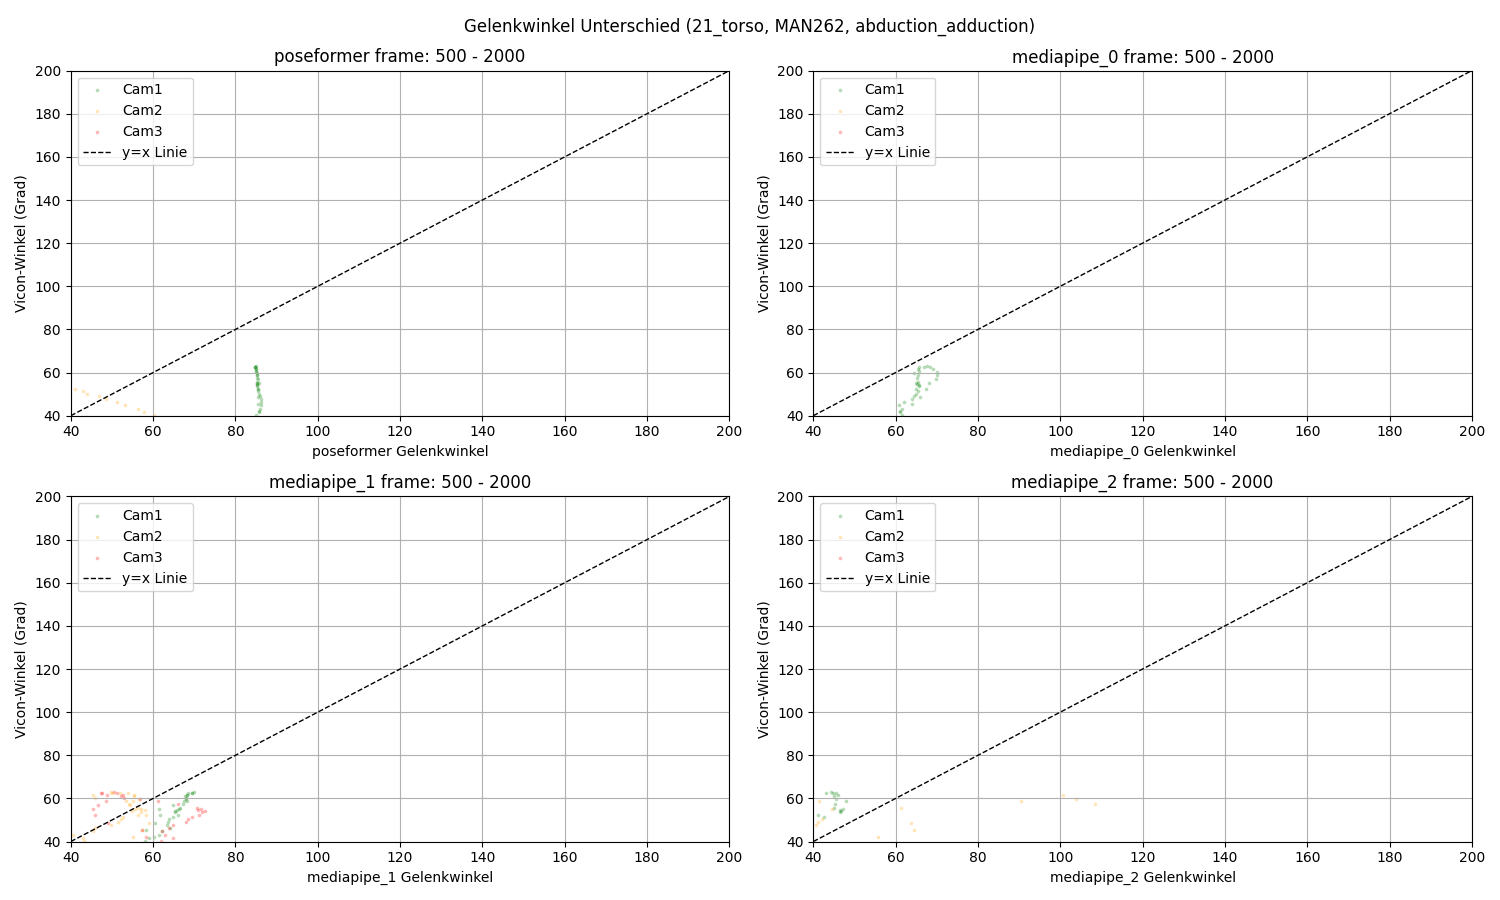 Gelenkwinkel Unterschied (21_torso, MAN262, abduction_adduction)
poseformer frame: 500 - 2000
200
180
160
140
120
100
80
60
40
Vicon-Winkel (Grad)
Cam1
Cam2
Cam3
y=x Linie
40 60 80 100 120 140 160 180 200
poseformer Gelenkwinkel
mediapipe_0 frame: 500 - 2000
200
180
160
140
120
100
80
60
40
Vicon-Winkel (Grad)
Cam1
Cam2
Cam3
y=x Linie
40 60 80 100 120 140 160 180 200
mediapipe_0 Gelenkwinkel
mediapipe_1 frame: 500 - 2000
200
180
160
140
120
100
80
60
40
Vicon-Winkel (Grad)
Cam1
Cam2
Cam3
y=x Linie
40 60 80 100 120 140 160 180 200
mediapipe_1 Gelenkwinkel
mediapipe_2 frame: 500 - 2000
200
180
160
140
120
100
80
60
40
Vicon-Winkel (Grad)
Cam1
Cam2
Cam3
y=x Linie
40 60 80 100 120 140 160 180 200
mediapipe_2 Gelenkwinkel